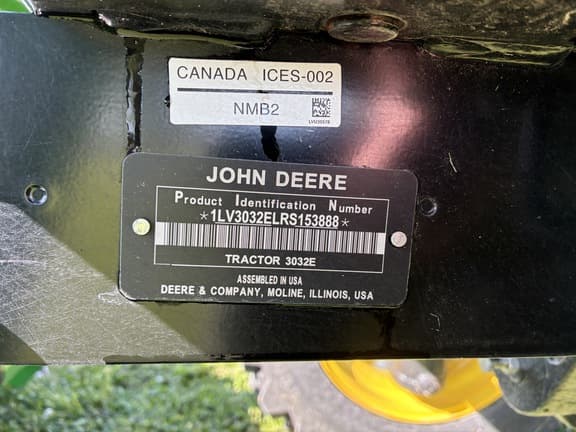 CANADA ICES-002
NMB2
JOHN DEERE
Product Identification Number
*1LV3032ELRS153888*
TRACTOR 3032E
ASSEMBLED IN USA
DEERE & COMPANY, MOLINE, ILLINOIS, USA